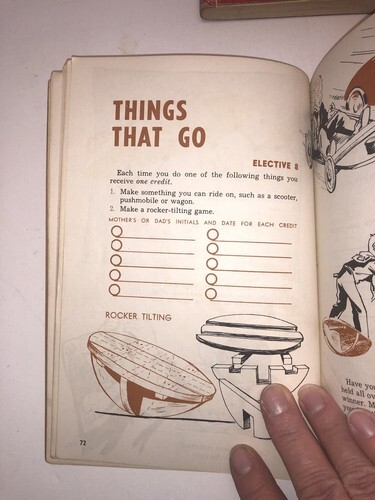 THINGS
THAT GO
ELECTIVE 8
Each time you do one of the following things you
receive one credit.
1. Make something you can ride on, such as a scooter,
pushmobile or wagon.
2. Make a rocker-tilting game.
MOTHER'S OR DAD'S INITIALS AND DATE FOR EACH CREDIT
ROCKER TILTING
72
Have you
held all ov
winner. M